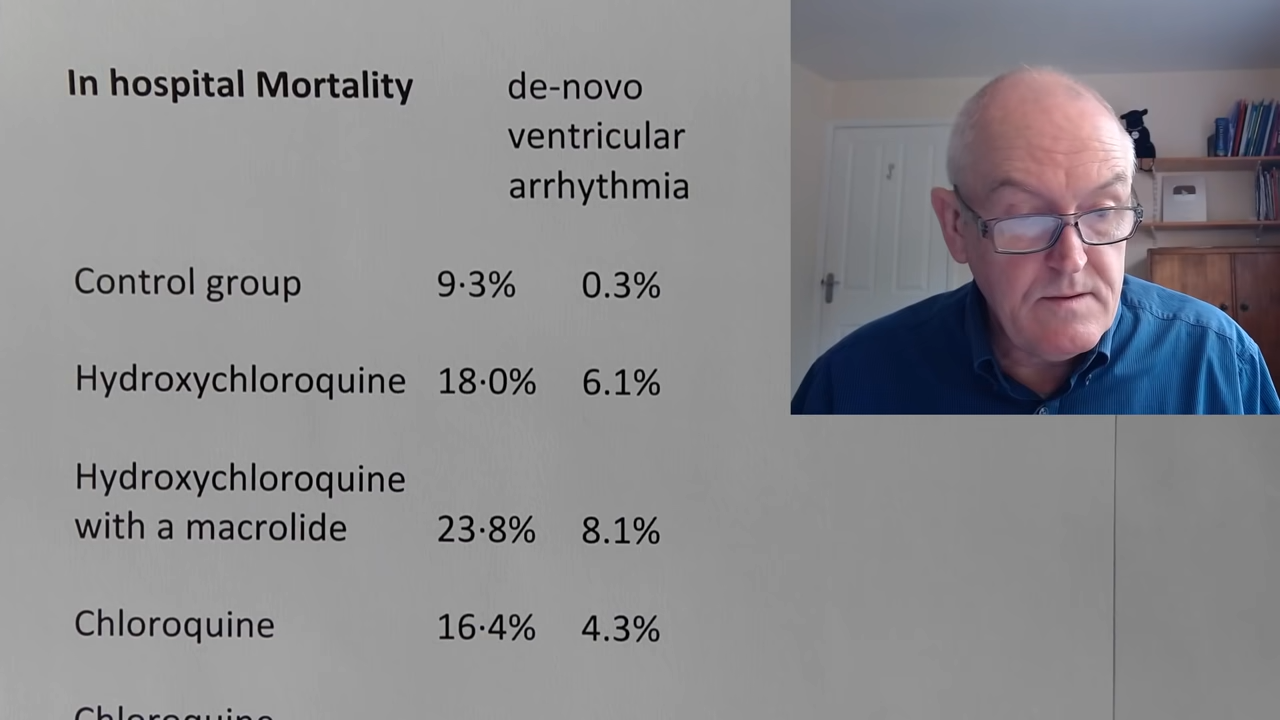 In hospital Mortality
de-novo
ventricular
arrhythmia
Control group 9·3% 0.3%
Hydroxychloroquine 18·0% 6.1%
Hydroxychloroquine
with a macrolide 23·8% 8.1%
Chloroquine 16·4% 4.3%
Chloroquine